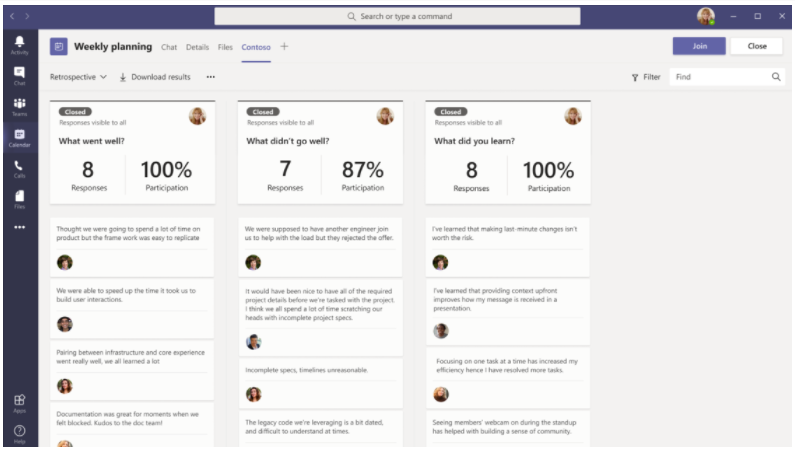 Search or type a command
Activity
Chat
Teams
Calendar
Calls
Files
Apps
Help
Weekly planning Chat Details Files Contoso
Join Close
Retrospective Download results
Filter Find
Closed
Responses visible to all
What went well?
8 100%
Responses Participation
Thought we were going to spend a lot of time on
product but the frame work was easy to replicate
We were able to speed up the time it took us to
build user interactions.
Pairing between infrastructure and core experience
went really well, we all learned a lot
Documentation was great for moments when we
felt blocked. Kudos to the doc team!
Closed
Responses visible to all
What didn't go well?
7 87%
Responses Participation
We were supposed to have another engineer join
us to help with the load but they rejected the offer.
It would have been nice to have all of the required
project details before we're tasked with the project.
I think we all spend a lot of time scratching our
heads with incomplete project specs.
Incomplete specs, timelines unreasonable.
The legacy code we're leveraging is a bit dated,
and difficult to understand at times.
Closed
Responses visible to all
What did you learn?
8 100%
Responses Participation
I've learned that making last-minute changes isn't
worth the risk.
I've learned that providing context upfront
improves how my message is received in a
presentation.
Focusing on one task at a time has increased my
efficiency hence I have resolved more tasks.
Seeing members' webcam on during the standup
has helped with building a sense of community.